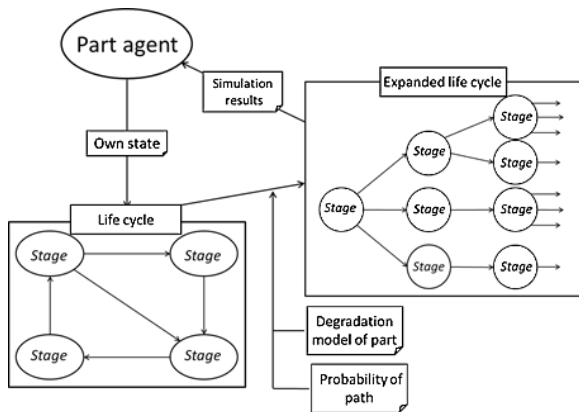 Part agent
Simulation
results
Expanded life cycle
Own state
Life cycle
Stage
Stage
Stage
Stage
Stage
Stage
Stage
Stage
Stage
Stage
Stage
Stage
Degradation
model of part
Probability of
path